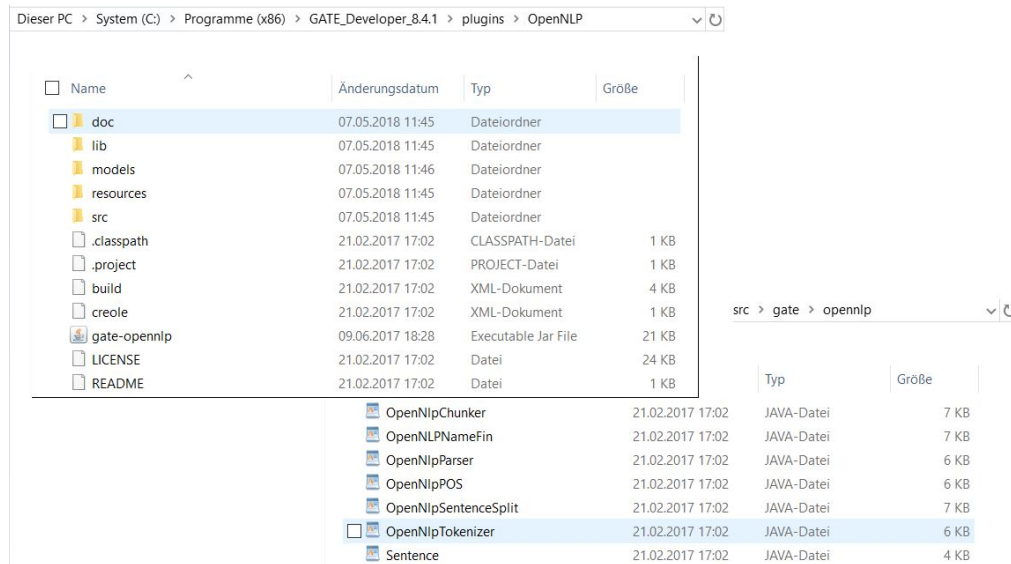 Dieser PC > System (C:) > Programme (x86) > GATE_Developer_8.4.1 > plugins > OpenNLP
Name Änderungsdatum Typ Größe
doc 07.05.2018 11:45 Dateiordner
lib 07.05.2018 11:45 Dateiordner
models 07.05.2018 11:46 Dateiordner
resources 07.05.2018 11:45 Dateiordner
src 07.05.2018 11:45 Dateiordner
.classpath 21.02.2017 17:02 CLASSPATH-Datei 1 KB
.project 21.02.2017 17:02 PROJECT-Datei 1 KB
build 21.02.2017 17:02 XML-Dokument 4 KB
creole 21.02.2017 17:02 XML-Dokument 1 KB
gate-opennlp 09.06.2017 18:28 Executable Jar File 21 KB
LICENSE 21.02.2017 17:02 Datei 24 KB
README 21.02.2017 17:02 Datei 1 KB
src > gate > opennlp
Typ Größe
OpenNlpChunker 21.02.2017 17:02 JAVA-Datei 7 KB
OpenNLPNameFin 21.02.2017 17:02 JAVA-Datei 7 KB
OpenNlpParser 21.02.2017 17:02 JAVA-Datei 6 KB
OpenNlpPOS 21.02.2017 17:02 JAVA-Datei 6 KB
OpenNlpSentenceSplit 21.02.2017 17:02 JAVA-Datei 7 KB
OpenNlpTokenizer 21.02.2017 17:02 JAVA-Datei 6 KB
Sentence 21.02.2017 17:02 JAVA-Datei 4 KB